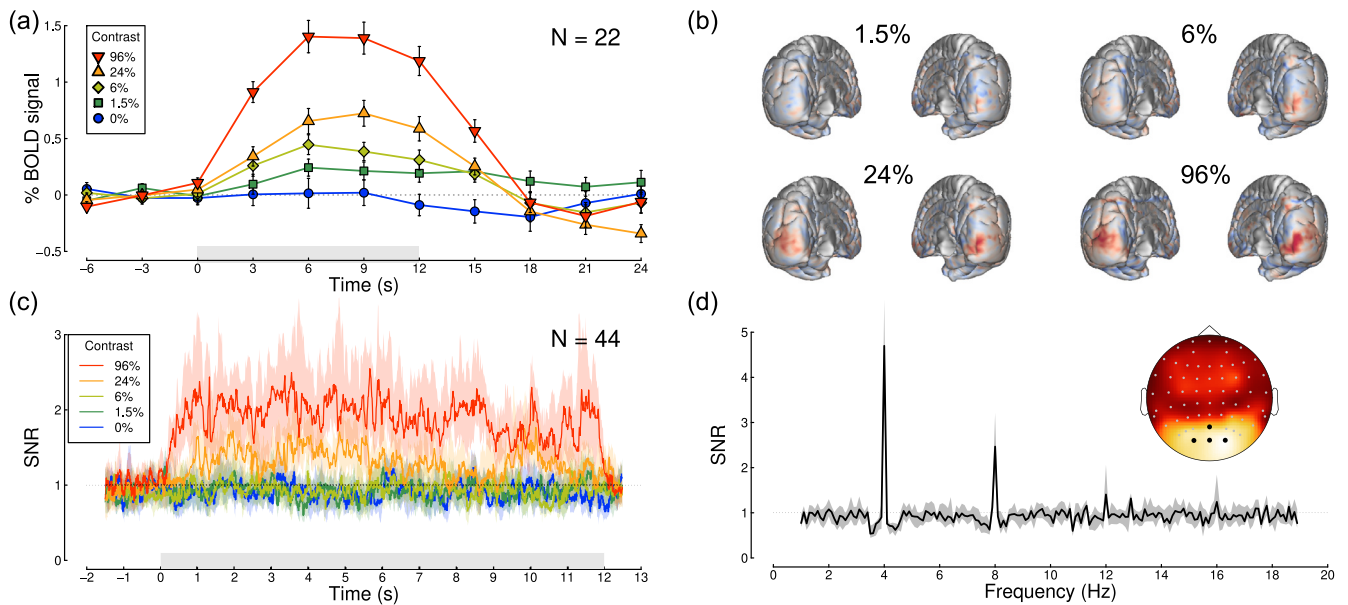 (a)
N = 22
Contrast
96%
24%
6%
1.5%
0%
% BOLD signal
1.5
1
0.5
0
−0.5
−6 −3 0 3 6 9 12 15 18 21 24
Time (s)
(b)
1.5% 6%
24% 96%
(c)
N = 44
Contrast
96%
24%
6%
1.5%
0%
SNR
3
2
1
0
−2 −1 0 1 2 3 4 5 6 7 8 9 10 11 12 13
Time (s)
(d)
SNR
5
4
3
2
1
0
0 2 4 6 8 10 12 14 16 18 20
Frequency (Hz)